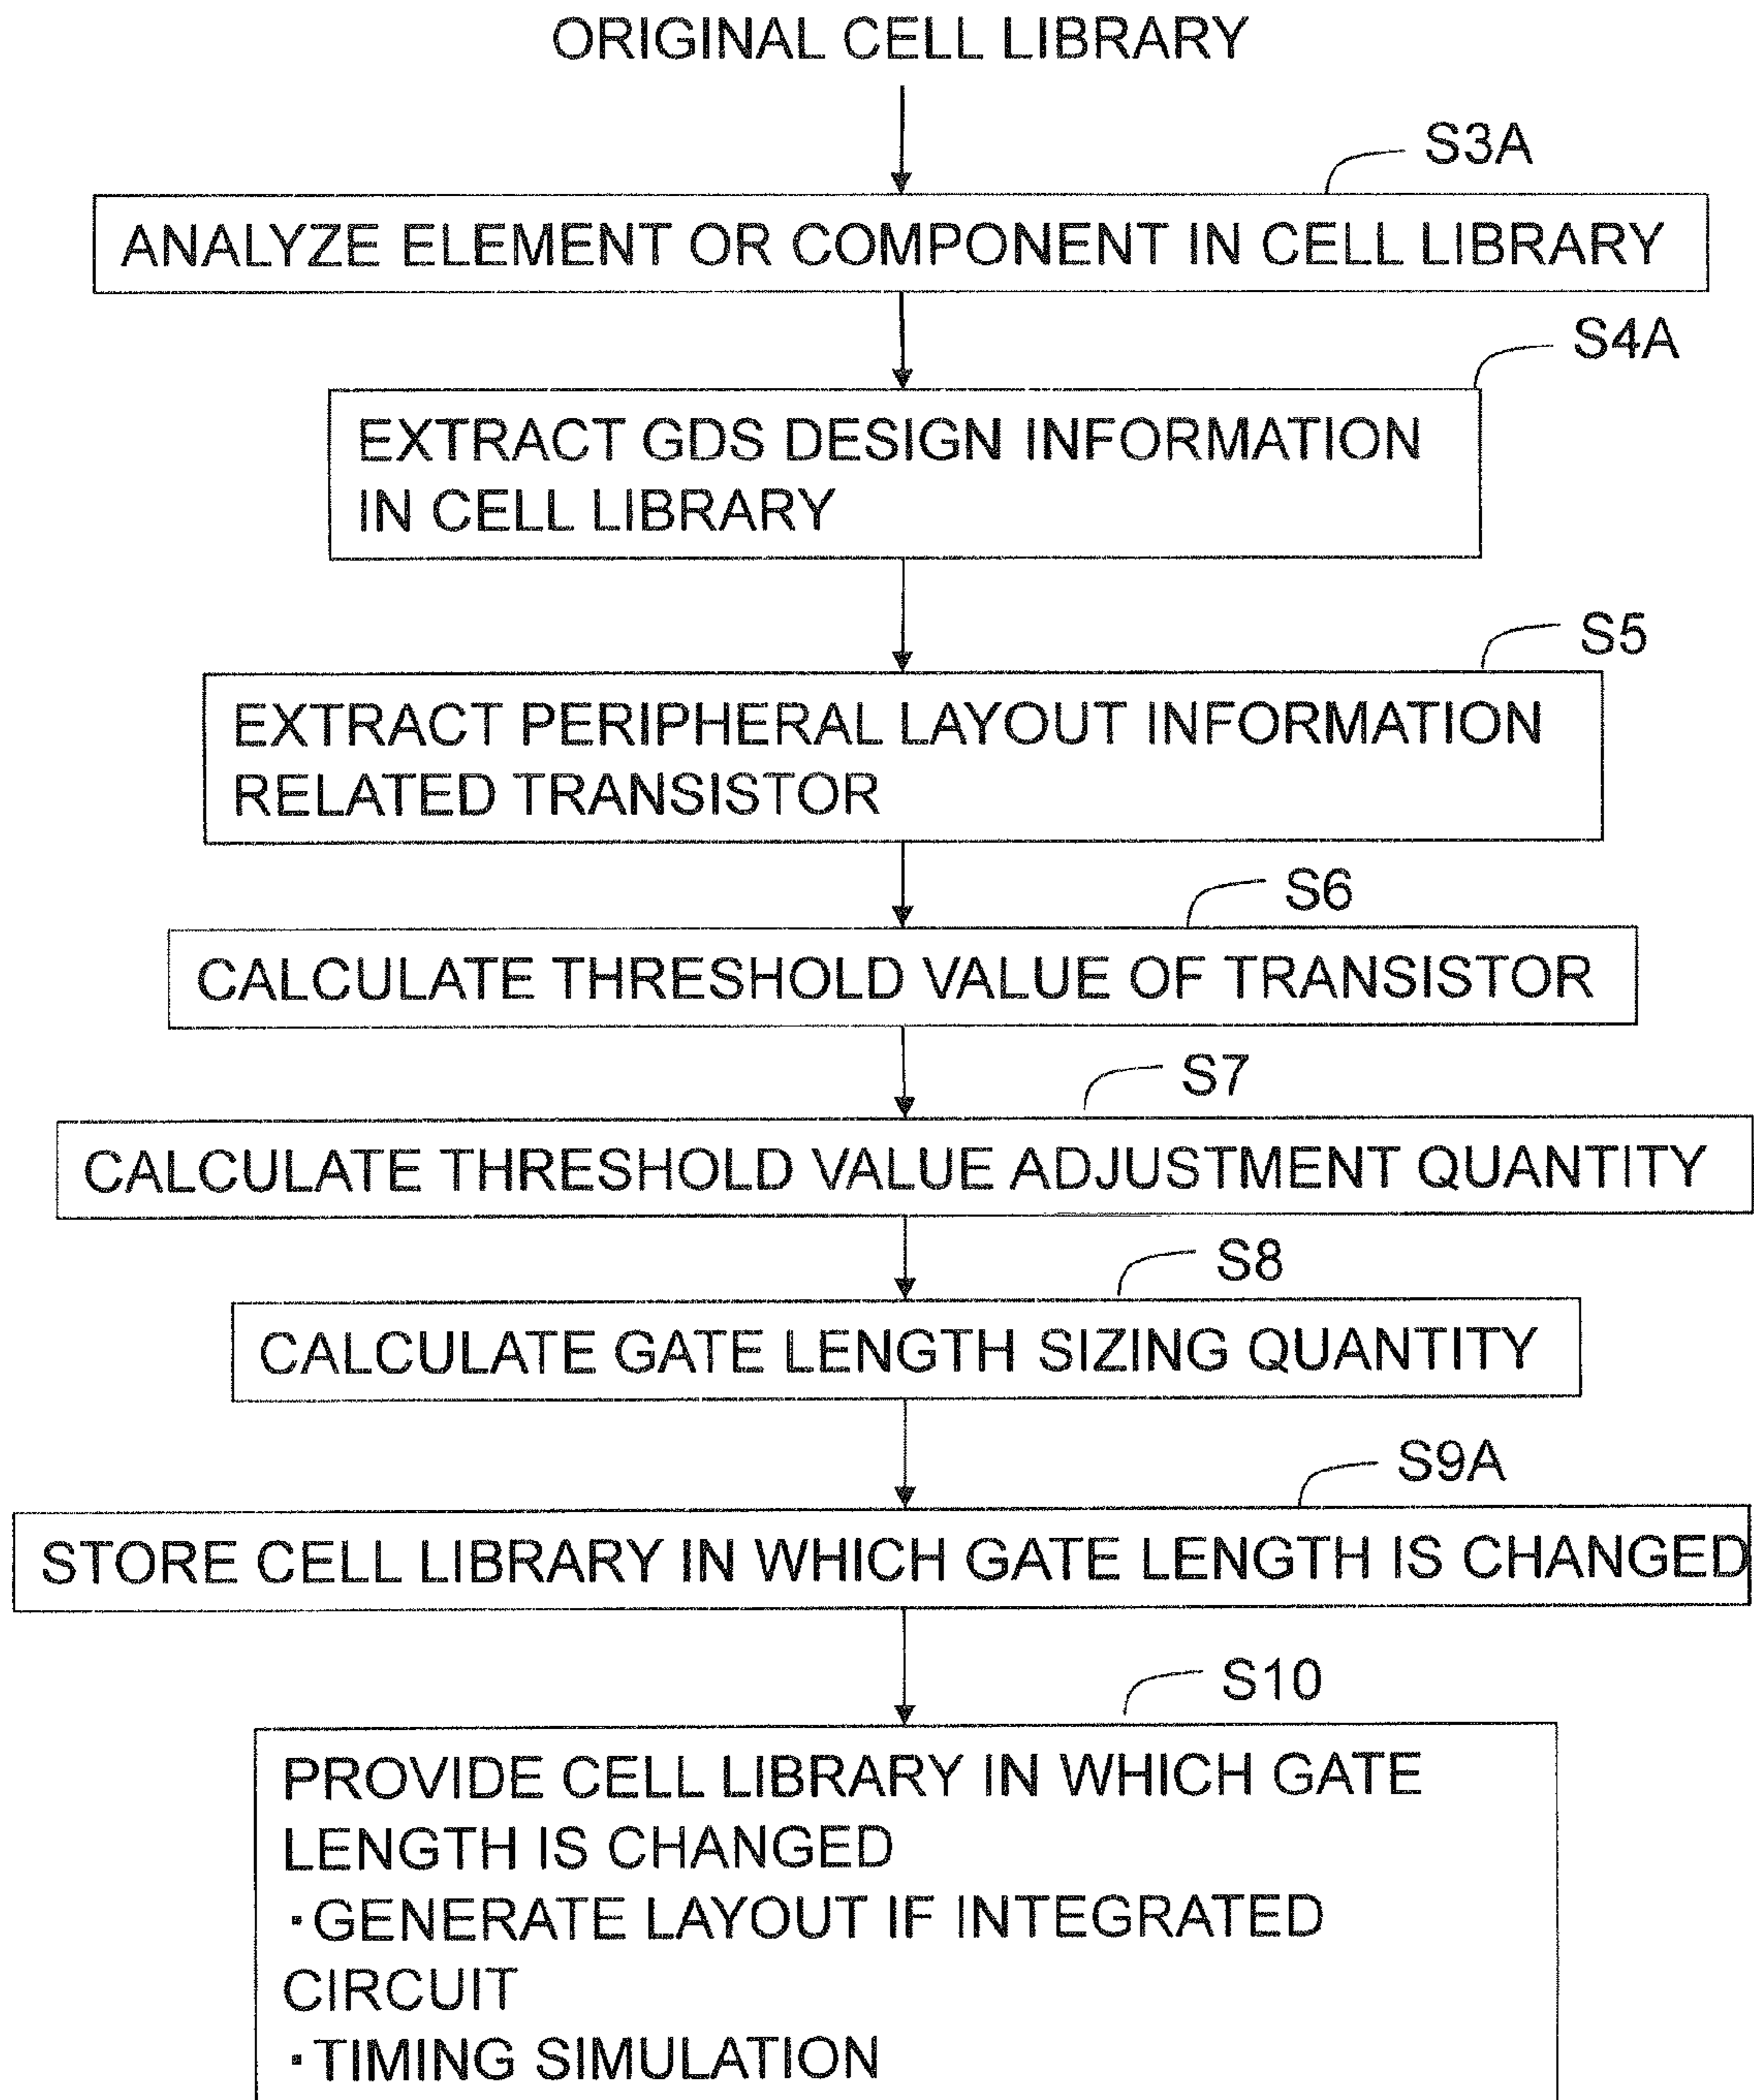 ORIGINAL CELL LIBRARY
S3A
ANALYZE ELEMENT OR COMPONENT IN CELL LIBRARY
S4A
EXTRACT GDS DESIGN INFORMATION
IN CELL LIBRARY
S5
EXTRACT PERIPHERAL LAYOUT INFORMATION
RELATED TRANSISTOR
S6
CALCULATE THRESHOLD VALUE OF TRANSISTOR
S7
CALCULATE THRESHOLD VALUE ADJUSTMENT QUANTITY
S8
CALCULATE GATE LENGTH SIZING QUANTITY
S9A
STORE CELL LIBRARY IN WHICH GATE LENGTH IS CHANGED
S10
PROVIDE CELL LIBRARY IN WHICH GATE
LENGTH IS CHANGED
・GENERATE LAYOUT IF INTEGRATED
CIRCUIT
・TIMING SIMULATION